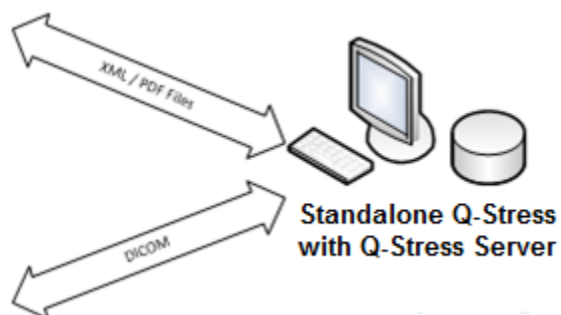 XML / PDF Files
DICOM
Standalone Q-Stress
with Q-Stress Server